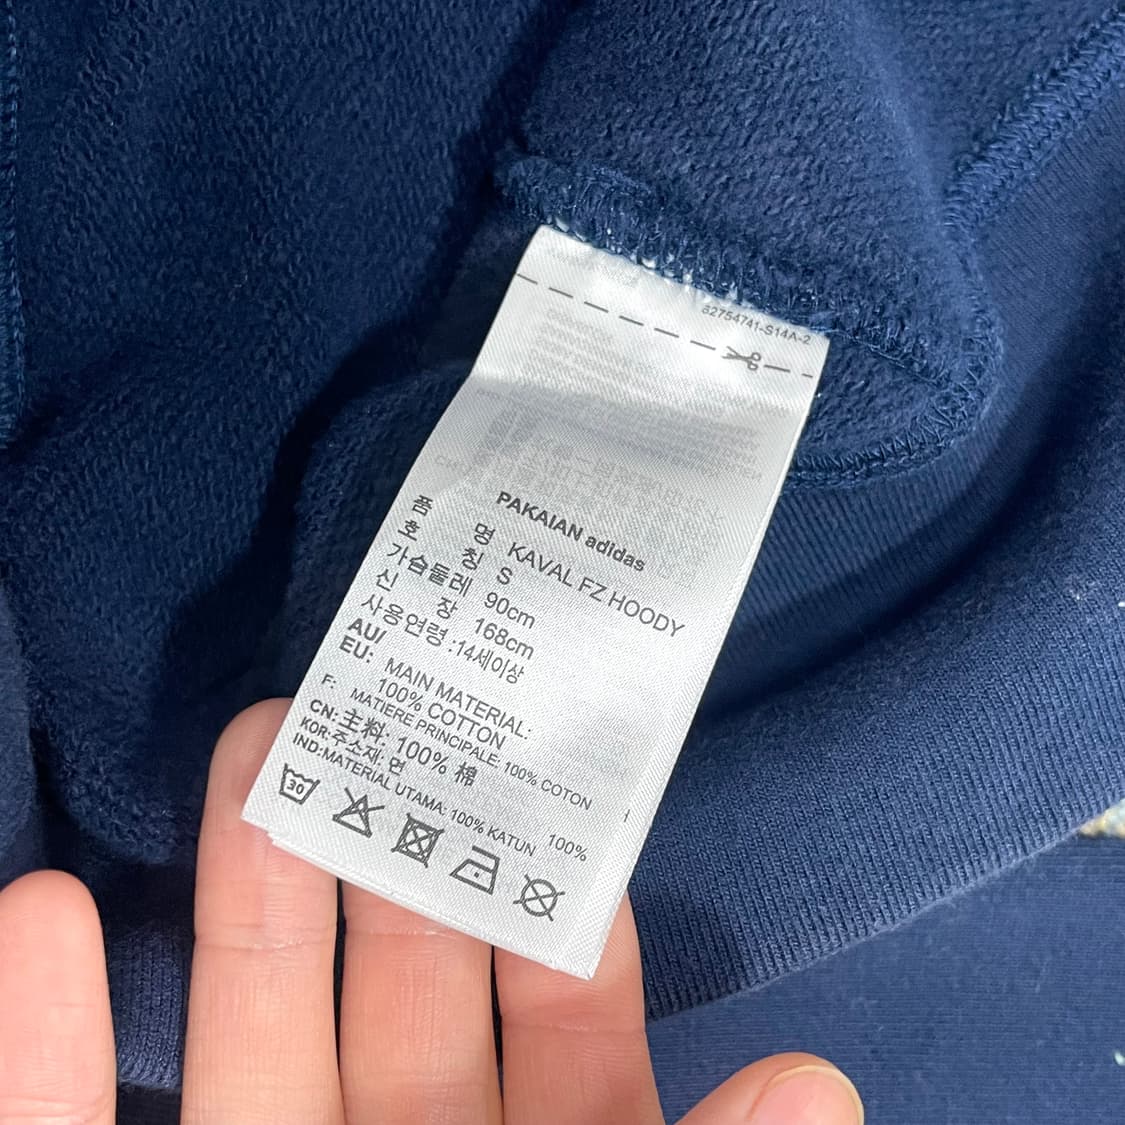 62754741-S14A-2
PAKAIAN adidas
품 명 KAVAL FZ HOODY
호 칭 S
가슴둘레 90cm
신 장 168cm
사용연령 :14세이상
AU/
EU: MAIN MATERIAL:
100% COTTON
F: MATIERE PRINCIPALE: 100% COTON
CN: 主料: 100% 棉
KOR:주소재: 면 100%
IND:MATERIAL UTAMA: 100% KATUN
30